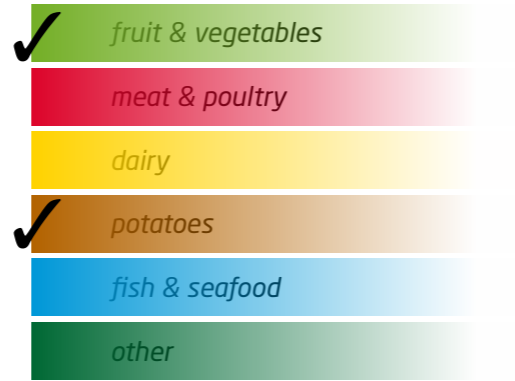 fruit & vegetables
meat & poultry
dairy
potatoes
fish & seafood
other